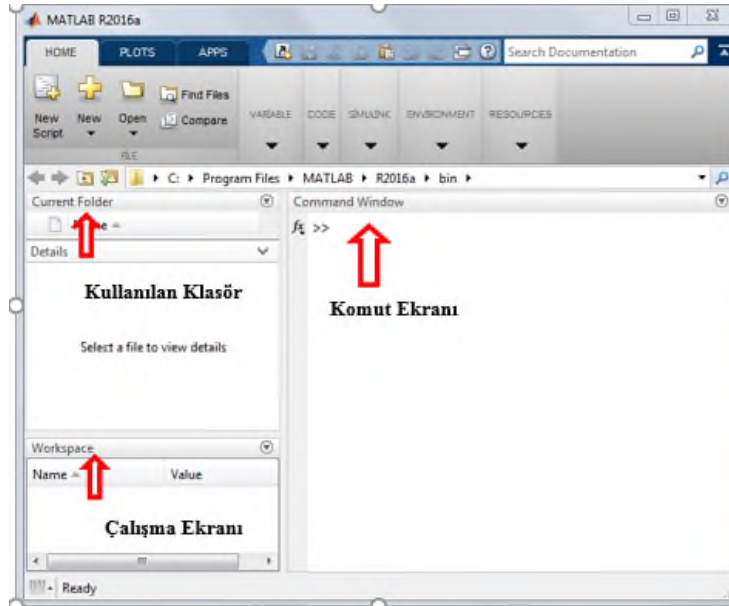 MATLAB R2016a
HOME PLOTS APPS Search Documentation
New Script New Open Find Files Compare
FILE
VARIABLE CODE SIMULINK ENVIRONMENT RESOURCES
C: Program Files MATLAB R2016a bin
Current Folder
Details
Kullanılan Klasör
Select a file to view details
Workspace
Name Value
Çalışma Ekranı
Command Window
fx >>
Komut Ekranı
Ready